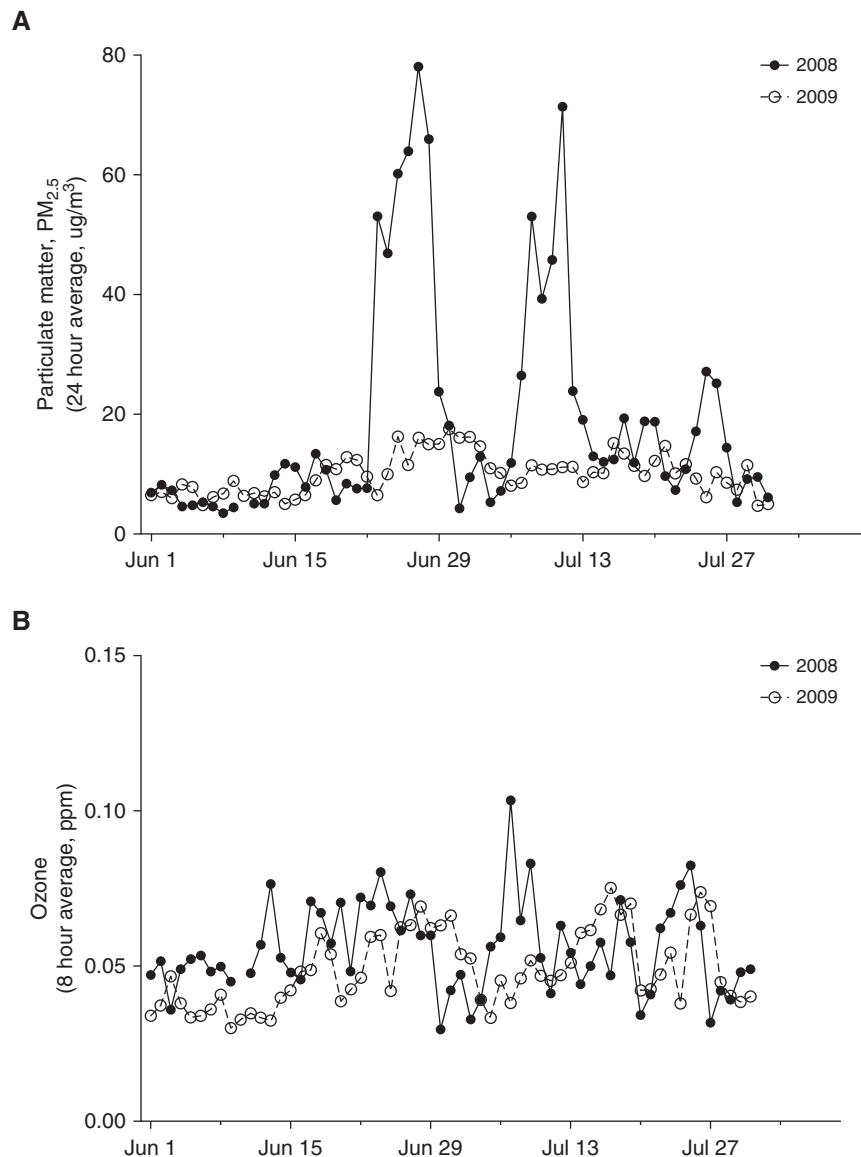 A
80
60
40
20
0
Particulate matter, PM2.5
(24 hour average, ug/m3)
2008
2009
Jun 1
Jun 15
Jun 29
Jul 13
Jul 27
B
0.15
0.10
0.05
0.00
Ozone
(8 hour average, ppm)
2008
2009
Jun 1
Jun 15
Jun 29
Jul 13
Jul 27